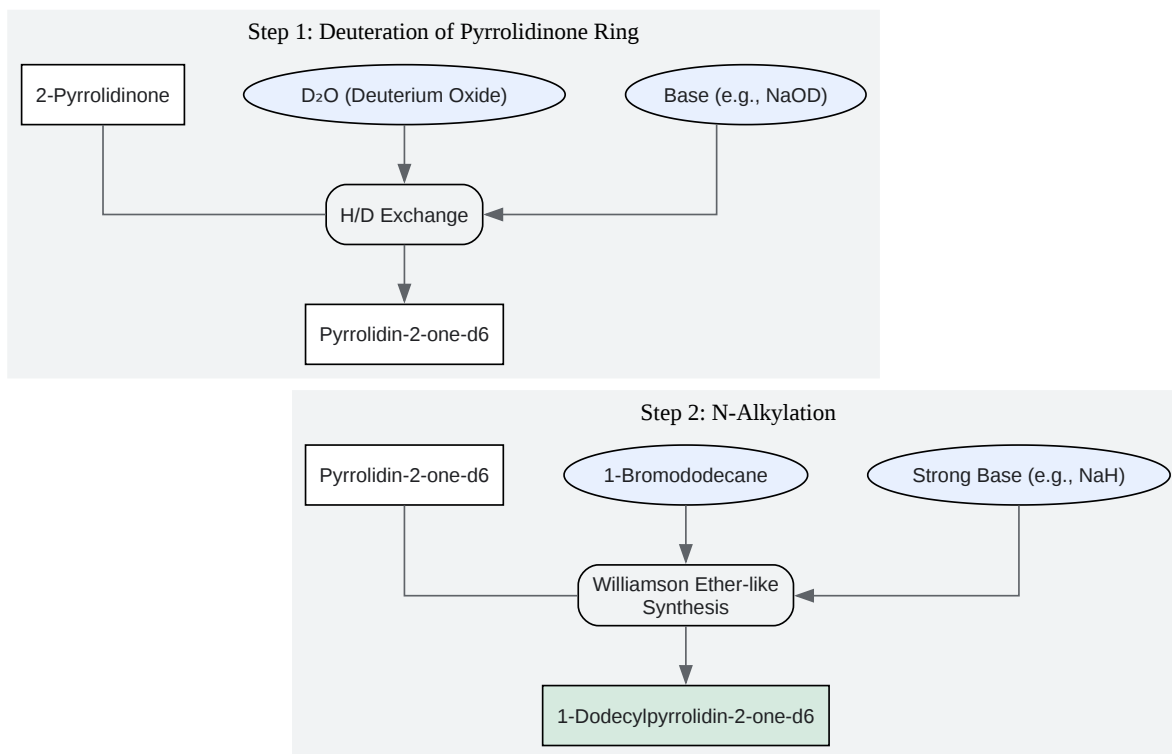 Step 1: Deuteration of Pyrrolidinone Ring
2-Pyrrolidinone
D₂O (Deuterium Oxide)
Base (e.g., NaOD)
H/D Exchange
Pyrrolidin-2-one-d6
Step 2: N-Alkylation
Pyrrolidin-2-one-d6
1-Bromododecane
Strong Base (e.g., NaH)
Williamson Ether-like
Synthesis
1-Dodecylpyrrolidin-2-one-d6